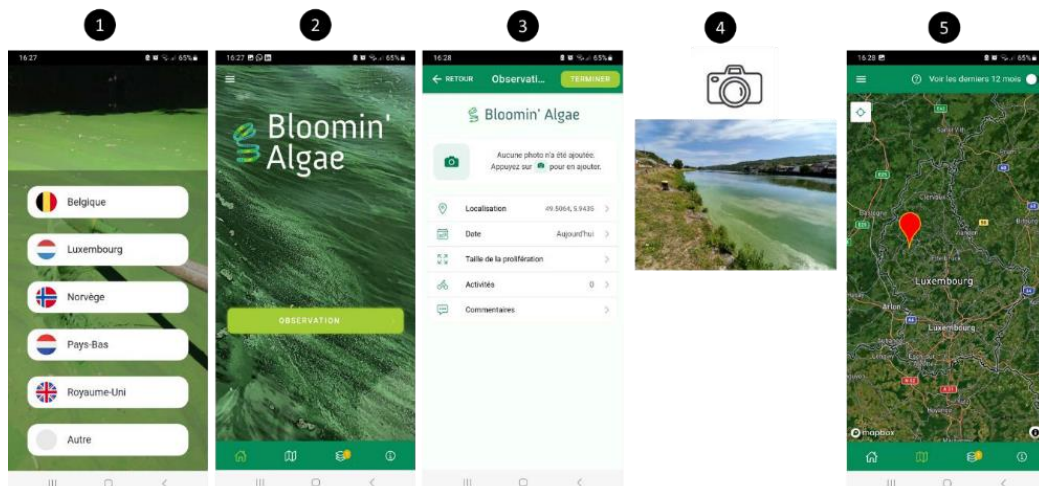 1
2
3
4
5
16:27
65%
Belgique
Luxembourg
Norvège
Pays-Bas
Royaume-Uni
Autre
16:27
65%
Bloomin'
Algae
OBSERVATION
16:28
65%
RETOUR
Observati...
TERMINER
Bloomin' Algae
Aucune photo n'a été ajoutée.
Appuyez sur pour en ajouter.
Localisation
49.5064, 5.9435
Date
Aujourd'hui
Taille de la prolifération
Activités
0
Commentaires
16:28
65%
Voir les derniers 12 mois
Clervaux
Luxembourg
Arlon
Luxembourg
mapbox